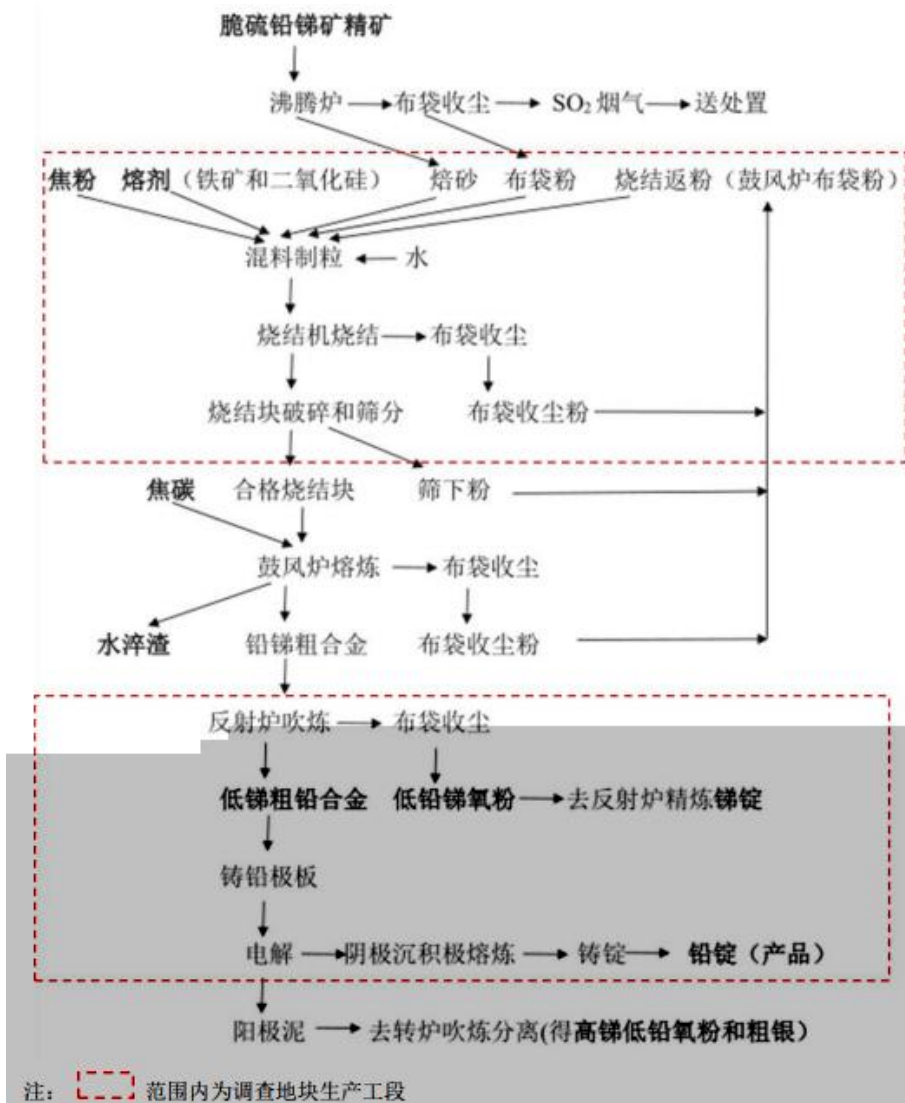 脆硫铅锑矿精矿
沸腾炉 布袋收尘 SO₂ 烟气 送处置
焦粉 熔剂（铁矿和二氧化硅） 焙砂 布袋粉 烧结返粉（鼓风炉布袋粉）
混料制粒 水
烧结机烧结 布袋收尘
烧结块破碎和筛分 布袋收尘粉
焦碳 合格烧结块 筛下粉
鼓风炉熔炼 布袋收尘
水淬渣 铅锑粗合金 布袋收尘粉
反射炉吹炼 布袋收尘
低锑粗铅合金 低铅锑氧粉 去反射炉精炼锑锭
铸铅极板
电解 阴极沉积极熔炼 铸锭 铅锭（产品）
阳极泥 去转炉吹炼分离(得高锑低铅氧粉和粗银）
注： 范围内为调查地块生产工段